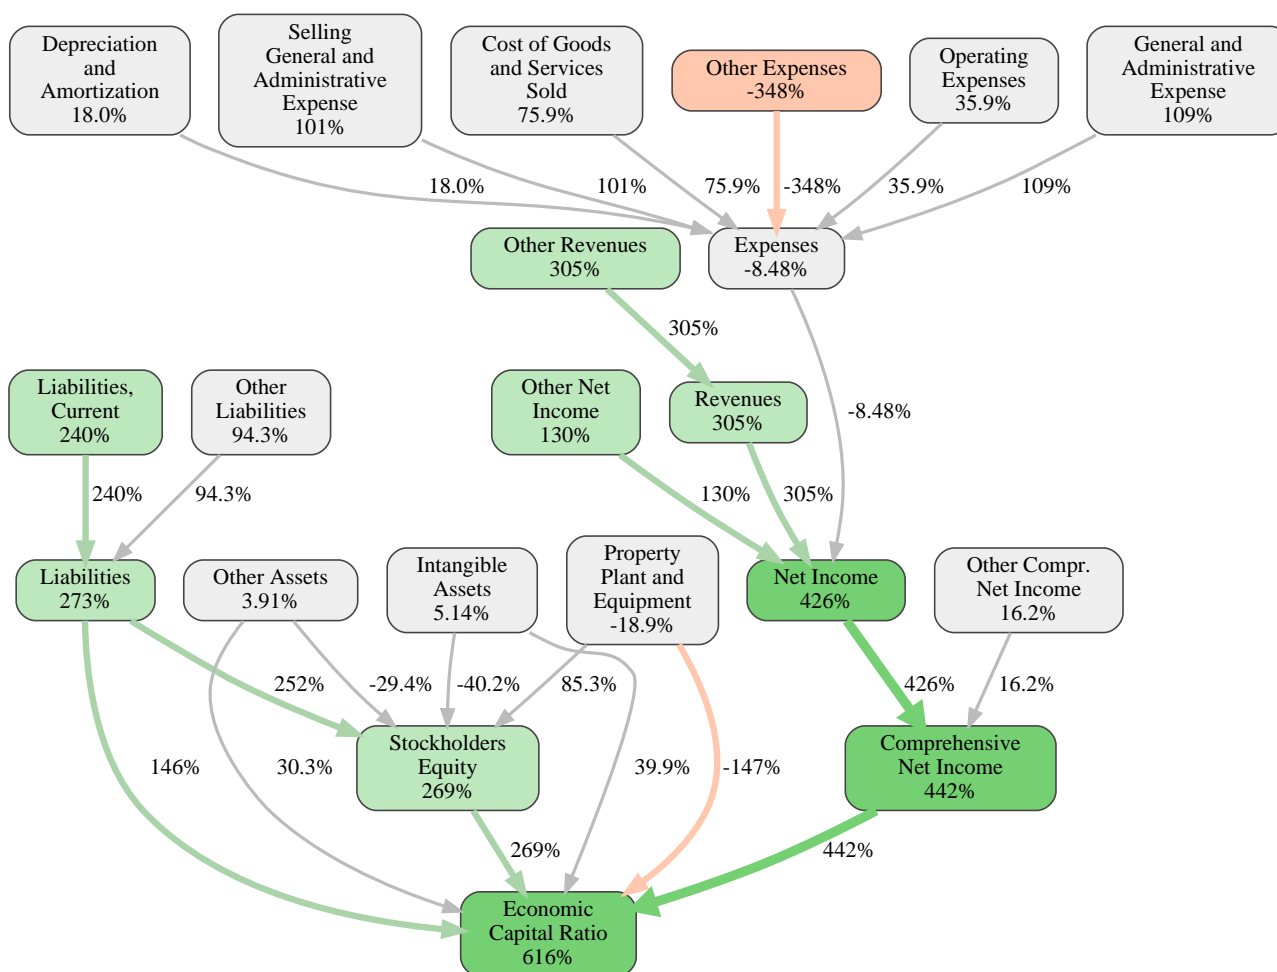 Depreciation
and
Amortization
18.0%
Selling
General and
Administrative
Expense
101%
Cost of Goods
and Services
Sold
75.9%
Other Expenses
-348%
Operating
Expenses
35.9%
General and
Administrative
Expense
109%
18.0%
101%
75.9%
-348%
35.9%
109%
Other Revenues
305%
Expenses
-8.48%
305%
Liabilities,
Current
240%
Other
Liabilities
94.3%
Other Net
Income
130%
Revenues
305%
-8.48%
240%
94.3%
130%
305%
Liabilities
273%
Other Assets
3.91%
Intangible
Assets
5.14%
Property
Plant and
Equipment
-18.9%
Net Income
426%
Other Compr.
Net Income
16.2%
252%
-29.4%
-40.2%
85.3%
426%
16.2%
Stockholders
Equity
269%
Comprehensive
Net Income
442%
146%
30.3%
39.9%
-147%
269%
442%
Economic
Capital Ratio
616%